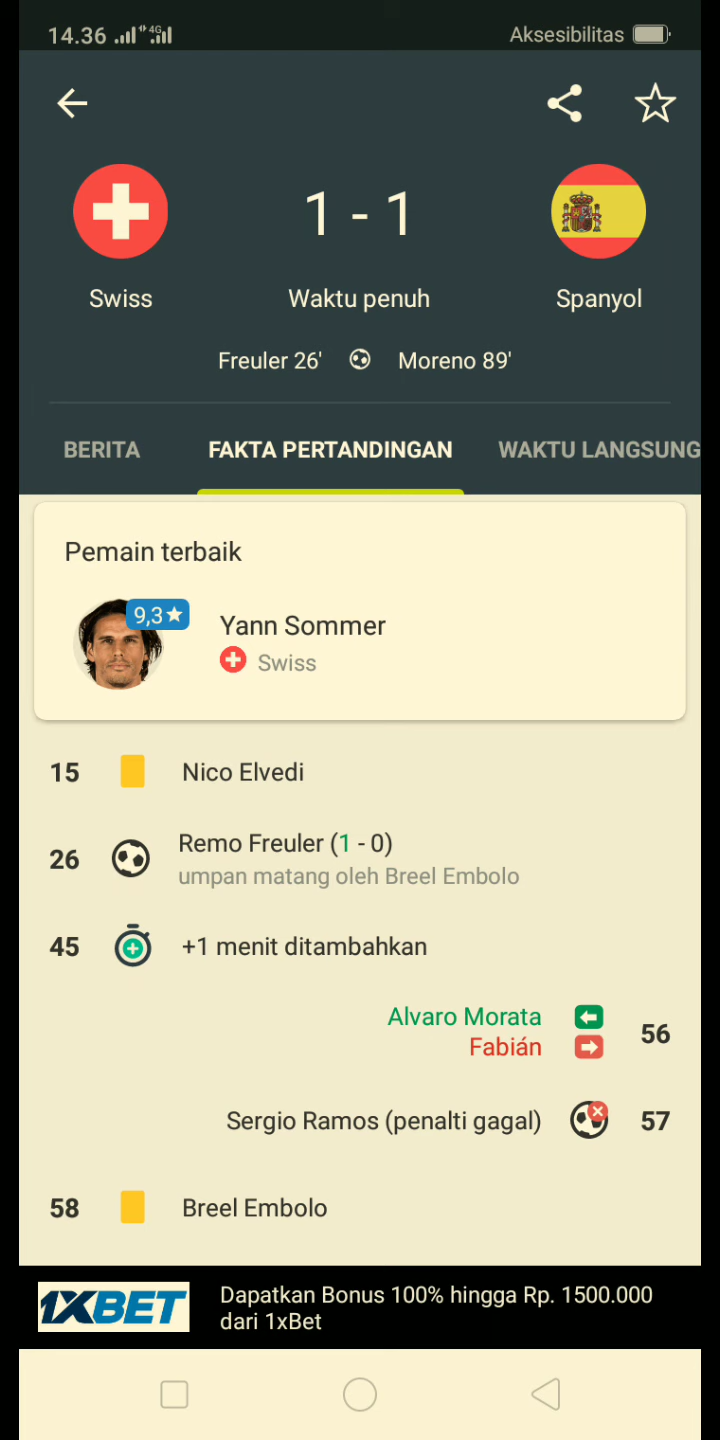 14.36 4G Aksesibilitas
1 - 1
Swiss Waktu penuh Spanyol
Freuler 26' Moreno 89'
BERITA FAKTA PERTANDINGAN WAKTU LANGSUNG
Pemain terbaik
9,3
Yann Sommer
Swiss
15 Nico Elvedi
26 Remo Freuler (1 - 0)
umpan matang oleh Breel Embolo
45 +1 menit ditambahkan
Alvaro Morata
Fabián
56
Sergio Ramos (penalti gagal) 57
58 Breel Embolo
1XBET
Dapatkan Bonus 100% hingga Rp. 1500.000
dari 1xBet